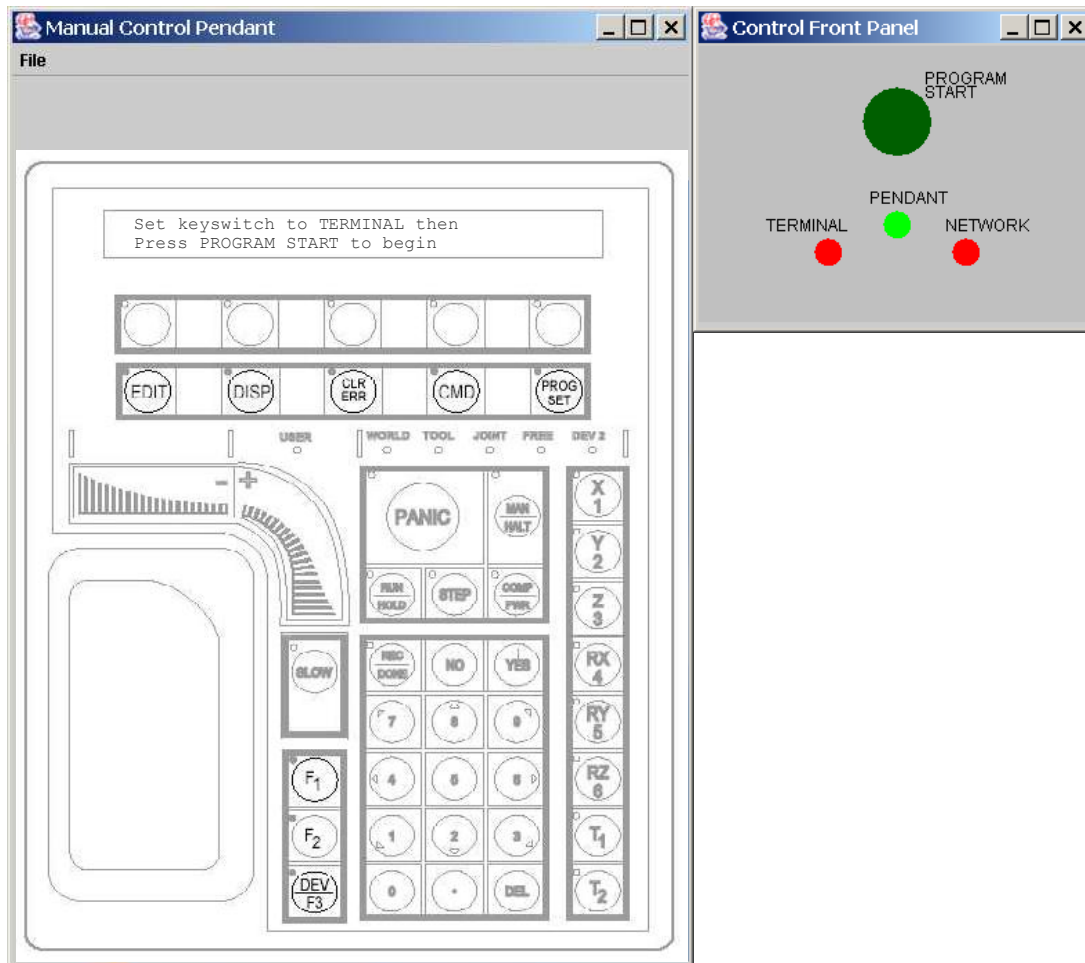 Manual Control Pendant
File
Set keyswitch to TERMINAL then
Press PROGRAM START to begin
EDIT DISP CLR ERR CMD PROG SET
USER WORLD TOOL JOINT FREE DEV 2
- +
PANIC MAN HALT
RUN HOLD STEP COMP PWR
SLOW
REC DONE NO YES
7 8 9
4 5 6
1 2 3
0 . DEL
F1
F2
DEV F3
X 1
Y 2
Z 3
RX 4
RY 5
RZ 6
T1
T2
Control Front Panel
PROGRAM
START
PENDANT
TERMINAL NETWORK